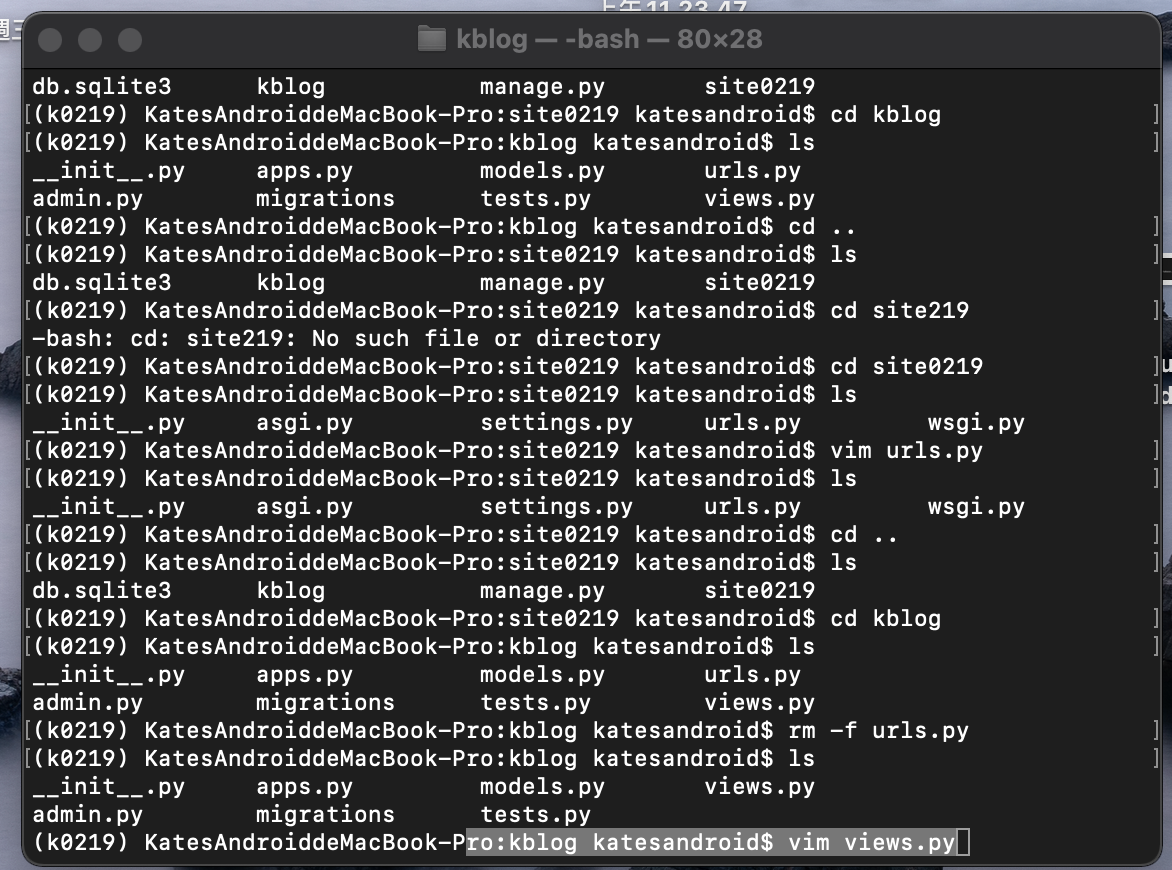 上午11.23.47
週三
kblog — -bash — 80×28
db.sqlite3 kblog manage.py site0219
[(k0219) KatesAndroiddeMacBook-Pro:site0219 katesandroid$ cd kblog ]
[(k0219) KatesAndroiddeMacBook-Pro:kblog katesandroid$ ls ]
__init__.py apps.py models.py urls.py
admin.py migrations tests.py views.py
[(k0219) KatesAndroiddeMacBook-Pro:kblog katesandroid$ cd .. ]
[(k0219) KatesAndroiddeMacBook-Pro:site0219 katesandroid$ ls ]
db.sqlite3 kblog manage.py site0219
[(k0219) KatesAndroiddeMacBook-Pro:site0219 katesandroid$ cd site219 ]
-bash: cd: site219: No such file or directory
[(k0219) KatesAndroiddeMacBook-Pro:site0219 katesandroid$ cd site0219 ]
[(k0219) KatesAndroiddeMacBook-Pro:site0219 katesandroid$ ls ]
__init__.py asgi.py settings.py urls.py wsgi.py
[(k0219) KatesAndroiddeMacBook-Pro:site0219 katesandroid$ vim urls.py ]
[(k0219) KatesAndroiddeMacBook-Pro:site0219 katesandroid$ ls ]
__init__.py asgi.py settings.py urls.py wsgi.py
[(k0219) KatesAndroiddeMacBook-Pro:site0219 katesandroid$ cd .. ]
[(k0219) KatesAndroiddeMacBook-Pro:site0219 katesandroid$ ls ]
db.sqlite3 kblog manage.py site0219
[(k0219) KatesAndroiddeMacBook-Pro:site0219 katesandroid$ cd kblog ]
[(k0219) KatesAndroiddeMacBook-Pro:kblog katesandroid$ ls ]
__init__.py apps.py models.py urls.py
admin.py migrations tests.py views.py
[(k0219) KatesAndroiddeMacBook-Pro:kblog katesandroid$ rm -f urls.py ]
[(k0219) KatesAndroiddeMacBook-Pro:kblog katesandroid$ ls ]
__init__.py apps.py models.py views.py
admin.py migrations tests.py
(k0219) KatesAndroiddeMacBook-Pro:kblog katesandroid$ vim views.py